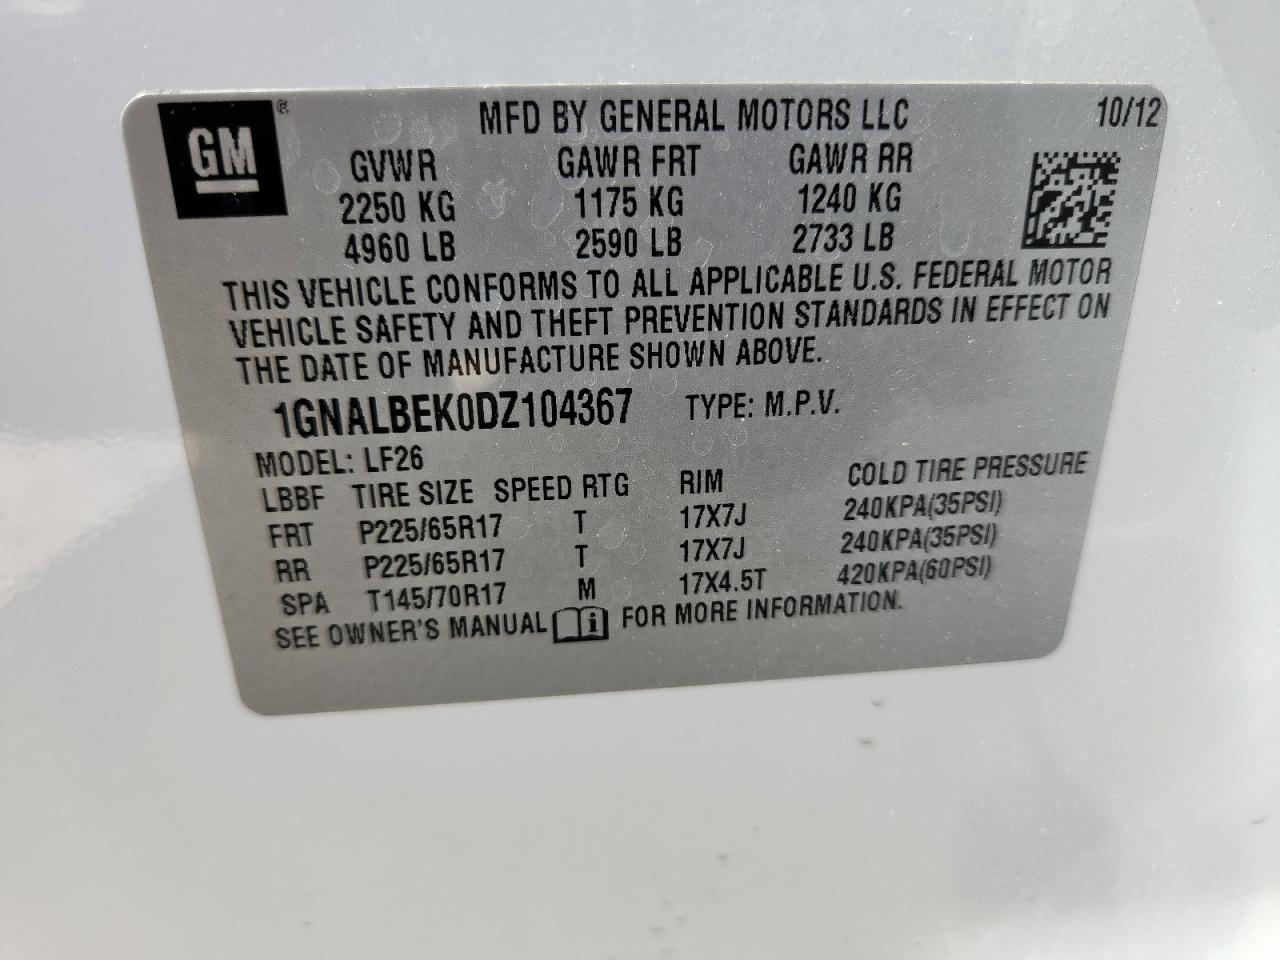 GM ® MFD BY GENERAL MOTORS LLC 10/12
GVWR GAWR FRT GAWR RR
2250 KG 1175 KG 1240 KG
4960 LB 2590 LB 2733 LB
THIS VEHICLE CONFORMS TO ALL APPLICABLE U.S. FEDERAL MOTOR
VEHICLE SAFETY AND THEFT PREVENTION STANDARDS IN EFFECT ON
THE DATE OF MANUFACTURE SHOWN ABOVE.
1GNALBEK0DZ104367 TYPE: M.P.V.
MODEL: LF26
LBBF TIRE SIZE SPEED RTG RIM COLD TIRE PRESSURE
FRT P225/65R17 T 17X7J 240KPA(35PSI)
RR P225/65R17 T 17X7J 240KPA(35PSI)
SPA T145/70R17 M 17X4.5T 420KPA(60PSI)
SEE OWNER'S MANUAL i FOR MORE INFORMATION.